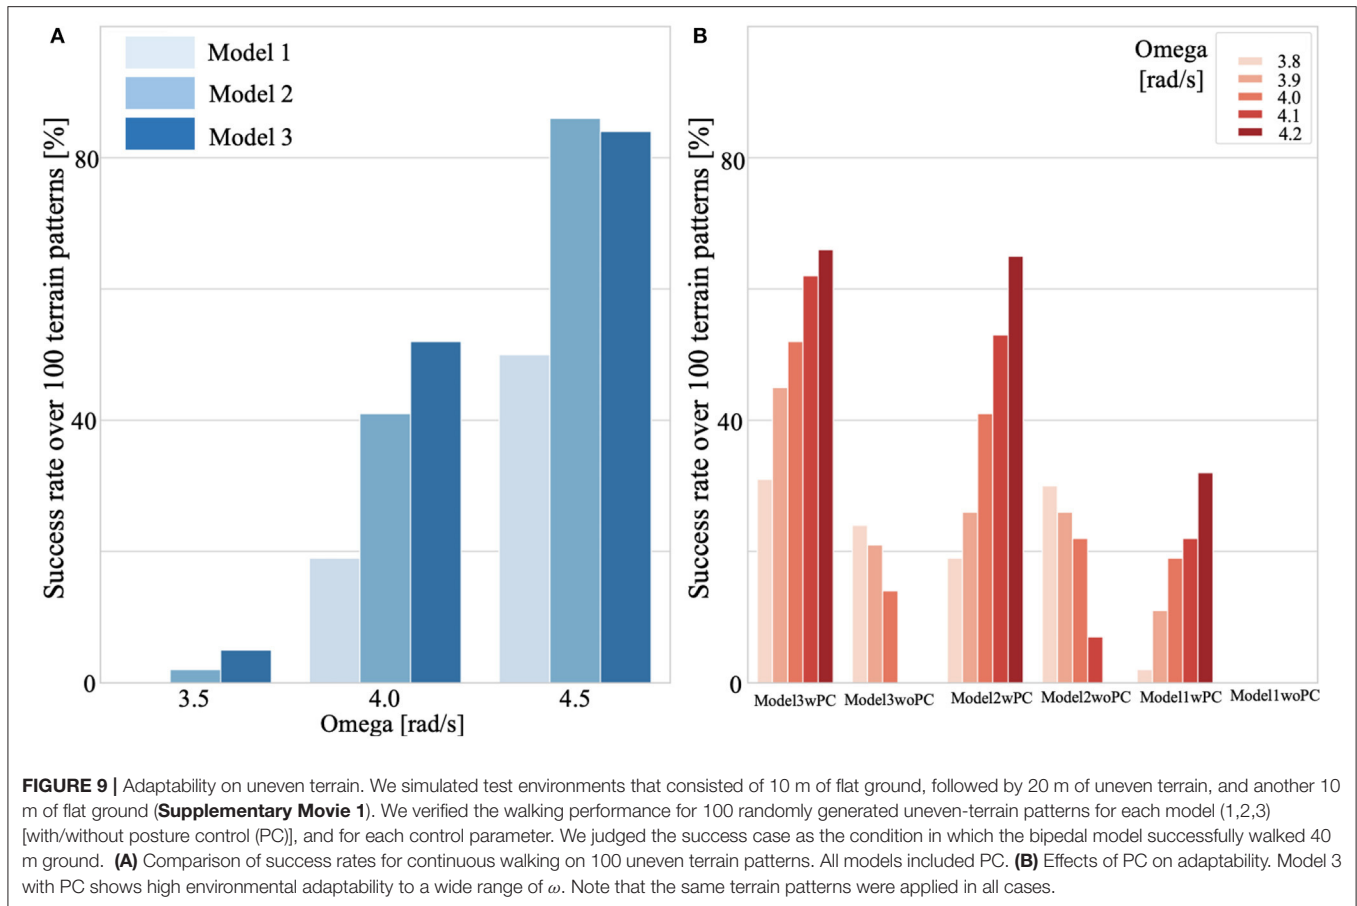 A
Model 1
Model 2
Model 3
Success rate over 100 terrain patterns [%]
80
40
0
3.5 4.0 4.5
Omega [rad/s]
B
Omega
[rad/s]
3.8
3.9
4.0
4.1
4.2
Success rate over 100 terrain patterns [%]
80
40
0
Model3wPC Model3woPC Model2wPC Model2woPC Model1wPC Model1woPC
FIGURE 9 | Adaptability on uneven terrain. We simulated test environments that consisted of 10 m of flat ground, followed by 20 m of uneven terrain, and another 10
m of flat ground (Supplementary Movie 1). We verified the walking performance for 100 randomly generated uneven-terrain patterns for each model (1,2,3)
[with/without posture control (PC)], and for each control parameter. We judged the success case as the condition in which the bipedal model successfully walked 40
m ground. (A) Comparison of success rates for continuous walking on 100 uneven terrain patterns. All models included PC. (B) Effects of PC on adaptability. Model 3
with PC shows high environmental adaptability to a wide range of ω. Note that the same terrain patterns were applied in all cases.